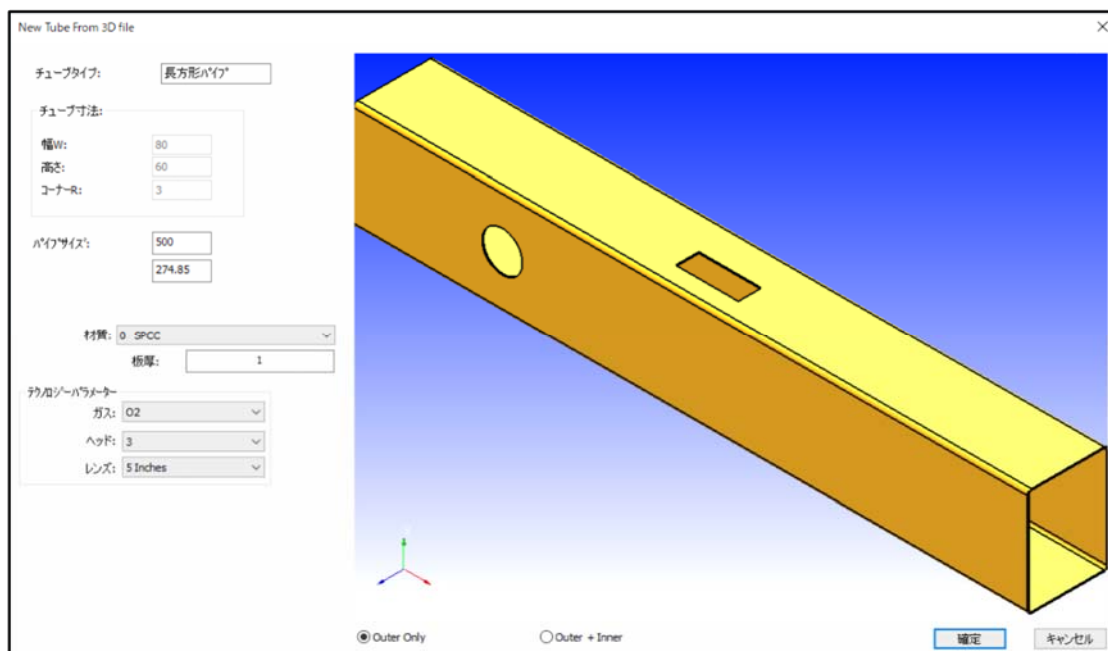 New Tube From 3D file
チューブタイプ:
長方形ﾊﾟｲﾌﾟ
チューブ寸法:
幅W:
80
高さ:
60
ｺｰﾅｰR:
3
ﾊﾟｲﾌﾟｻｲｽﾞ:
500
274.85
材質:
0 SPCC
板厚:
1
ﾃｸﾉﾛｼﾞｰﾊﾟﾗﾒｰﾀｰ
ガス:
O2
ヘッド:
3
レンズ:
5 Inches
Outer Only
Outer + Inner
確定
キャンセル